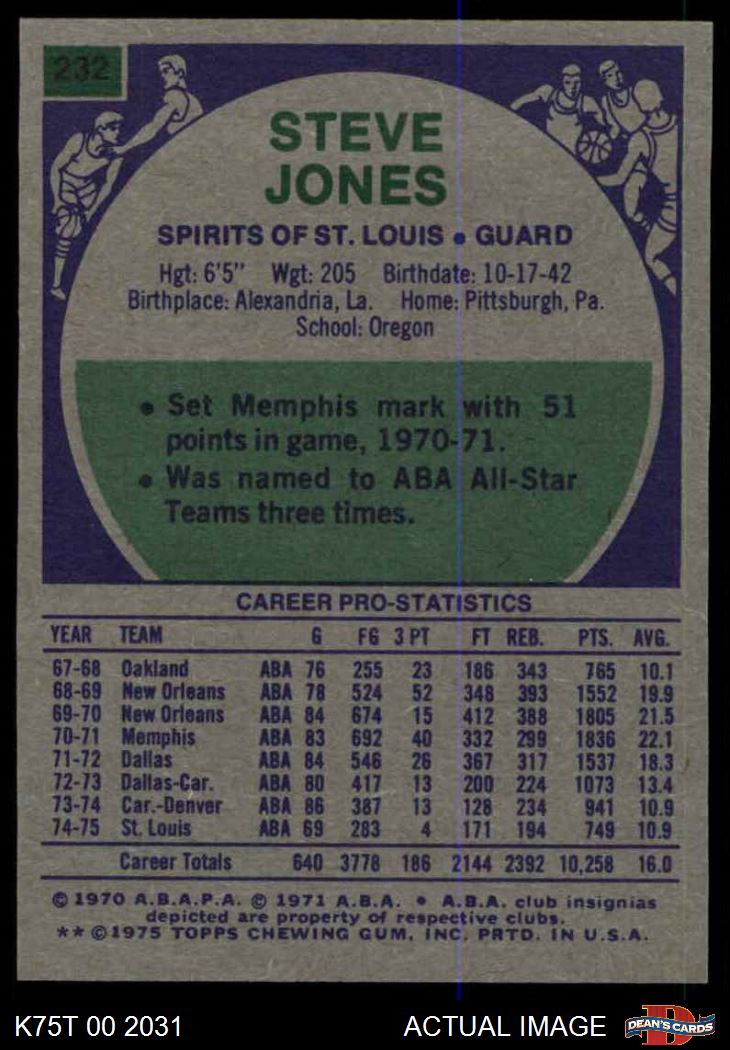 232
STEVE
JONES
SPIRITS OF ST. LOUIS • GUARD
Hgt: 6'5" Wgt: 205 Birthdate: 10-17-42
Birthplace: Alexandria, La. Home: Pittsburgh, Pa.
School: Oregon
• Set Memphis mark with 51
points in game, 1970-71.
• Was named to ABA All-Star
Teams three times.
CAREER PRO-STATISTICS
YEAR TEAM G FG 3 PT FT REB. PTS. AVG.
67-68 Oakland ABA 76 255 23 186 343 765 10.1
68-69 New Orleans ABA 78 524 52 348 393 1552 19.9
69-70 New Orleans ABA 84 674 15 412 388 1805 21.5
70-71 Memphis ABA 83 692 40 332 299 1836 22.1
71-72 Dallas ABA 84 546 26 367 317 1537 18.3
72-73 Dallas-Car. ABA 80 417 13 200 224 1073 13.4
73-74 Car.-Denver ABA 86 387 13 128 234 941 10.9
74-75 St. Louis ABA 69 283 4 171 194 749 10.9
Career Totals 640 3778 186 2144 2392 10,258 16.0
© 1970 A.B.A.P.A. © 1971 A.B.A. • A.B.A. club insignias
depicted are property of respective clubs.
** © 1975 TOPPS CHEWING GUM, INC. PRTD. IN U.S.A.
K75T 00 2031 ACTUAL IMAGE D DEAN'S CARDS